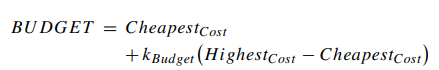 BUDGET = Cheapest_Cost
+ k_Budget (Highest_Cost − Cheapest_Cost)